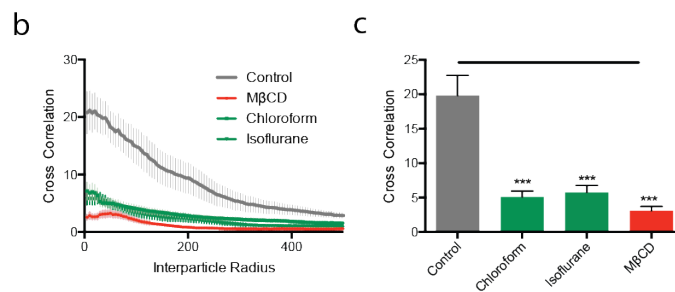 b
30
20
10
0
Cross Correlation
0
200
400
Interparticle Radius
Control
MβCD
Chloroform
Isoflurane
c
25
20
15
10
5
0
Cross Correlation
***
***
***
Control
Chloroform
Isoflurane
MβCD